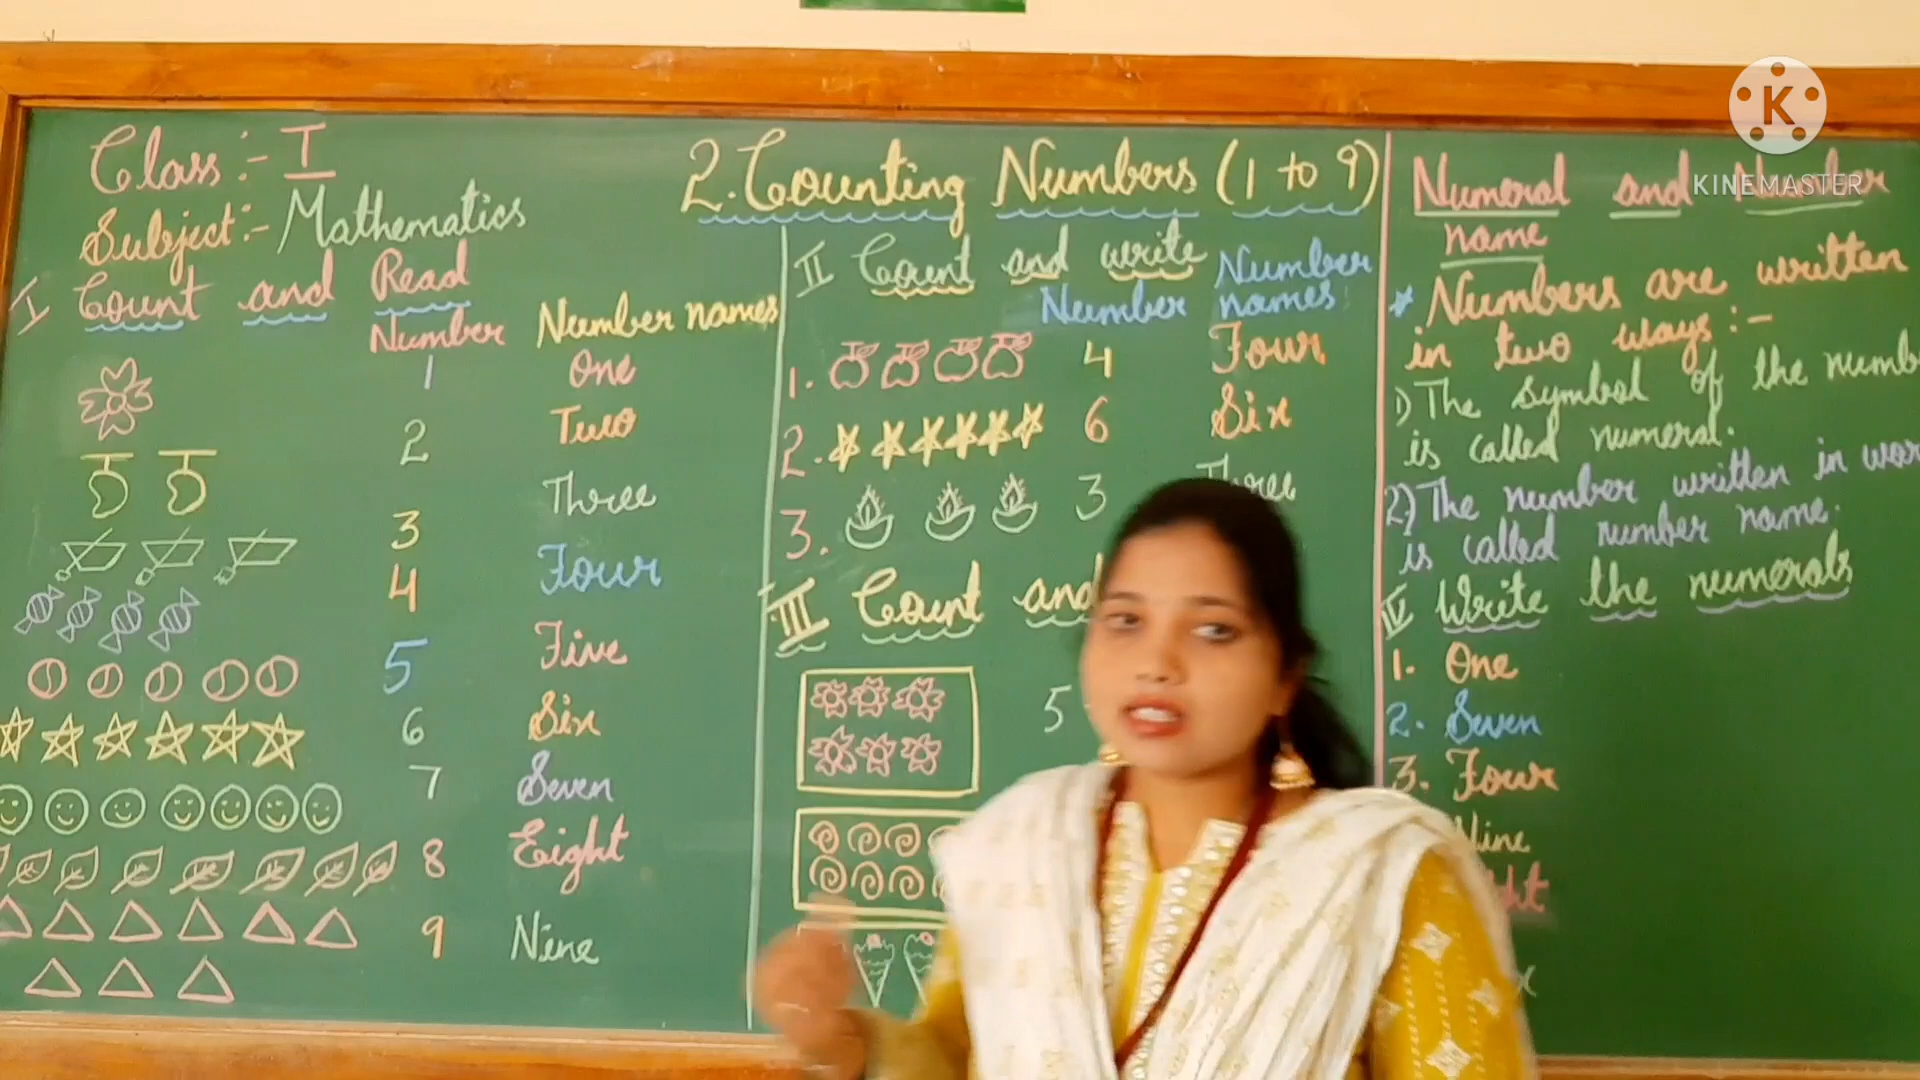 Class :- I
Subject :- Mathematics
2. Counting Numbers (1 to 9)
I Count and Read
Number Number names
1 One
2 Two
3 Three
4 Four
5 Five
6 Six
7 Seven
8 Eight
9 Nine
II Count and write
Number Number names
1. 4 Four
2. 6 Six
3. 3
III Count and
5
Numeral and
name
* Numbers are written
in two ways :-
1) The symbol of the
is called numeral.
2) The number written in
is called number name.
IV Write the numerals
1. One
2. Seven
3. Four
K
KINEMASTER